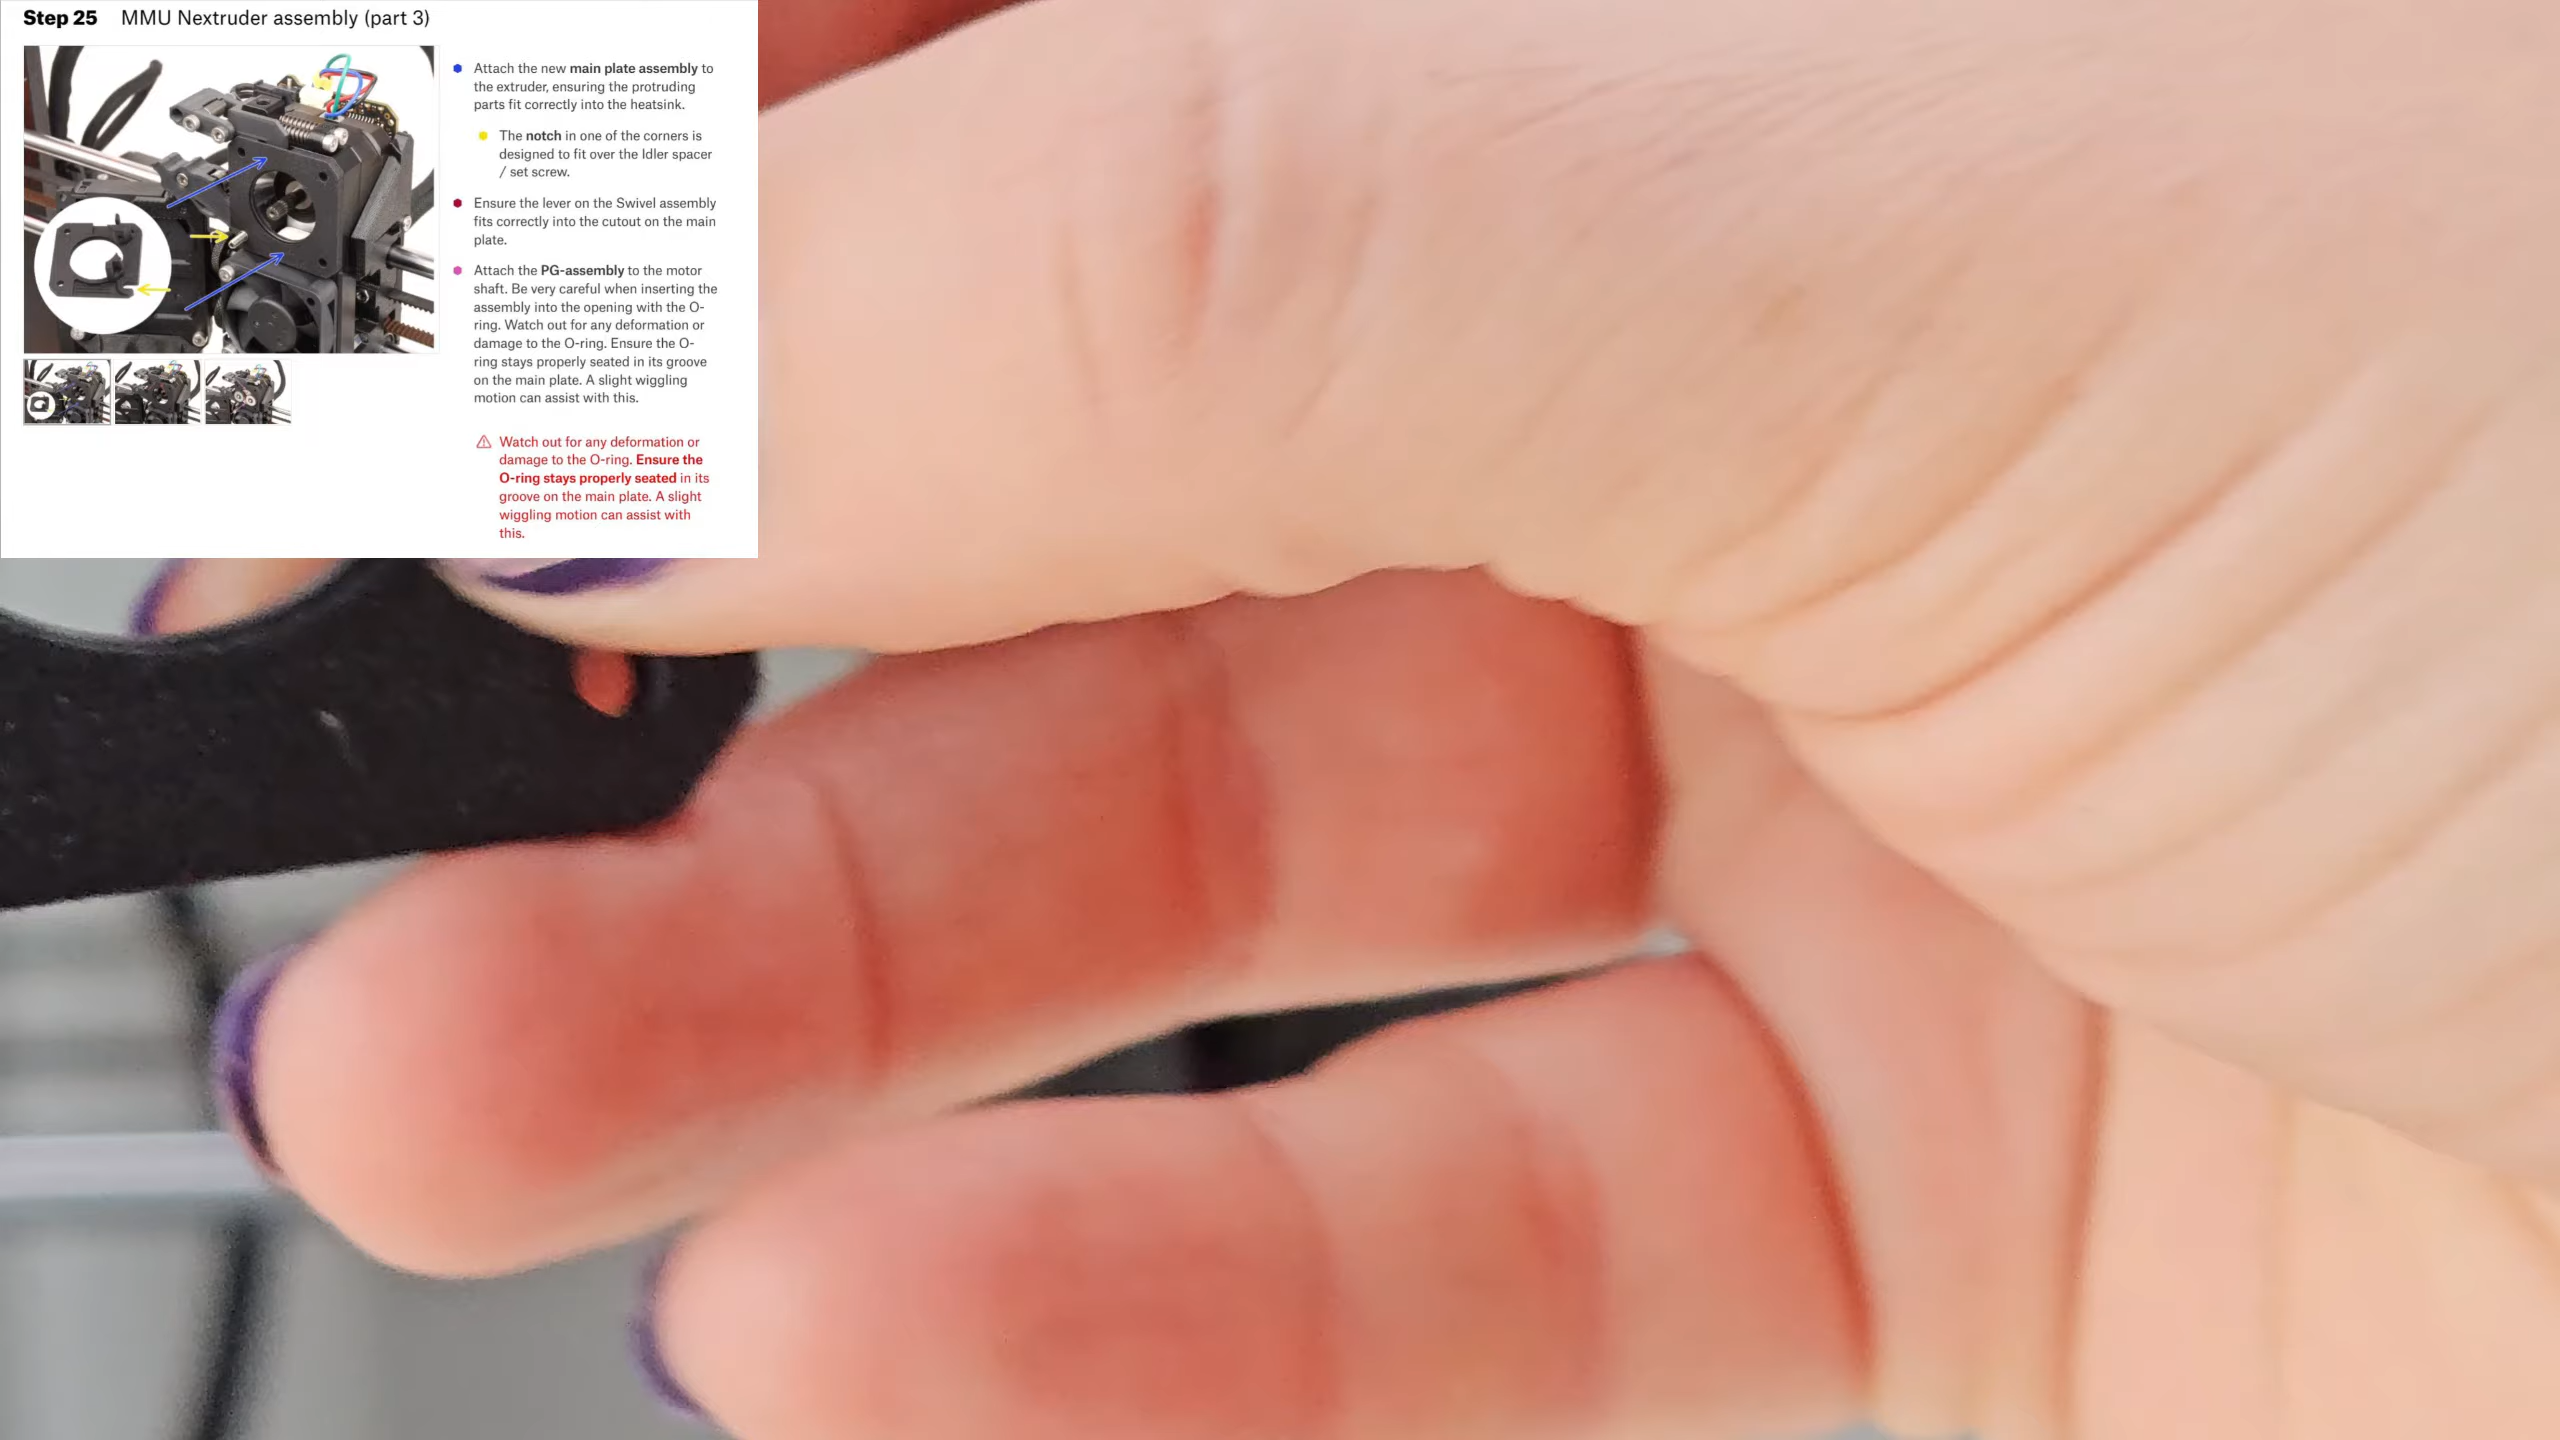 Step 25 MMU Nextruder assembly (part 3)
Attach the new main plate assembly to
the extruder, ensuring the protruding
parts fit correctly into the heatsink.
The notch in one of the corners is
designed to fit over the Idler spacer
/ set screw.
Ensure the lever on the Swivel assembly
fits correctly into the cutout on the main
plate.
Attach the PG-assembly to the motor
shaft. Be very careful when inserting the
assembly into the opening with the O-
ring. Watch out for any deformation or
damage to the O-ring. Ensure the O-
ring stays properly seated in its groove
on the main plate. A slight wiggling
motion can assist with this.
Watch out for any deformation or
damage to the O-ring. Ensure the
O-ring stays properly seated in its
groove on the main plate. A slight
wiggling motion can assist with
this.